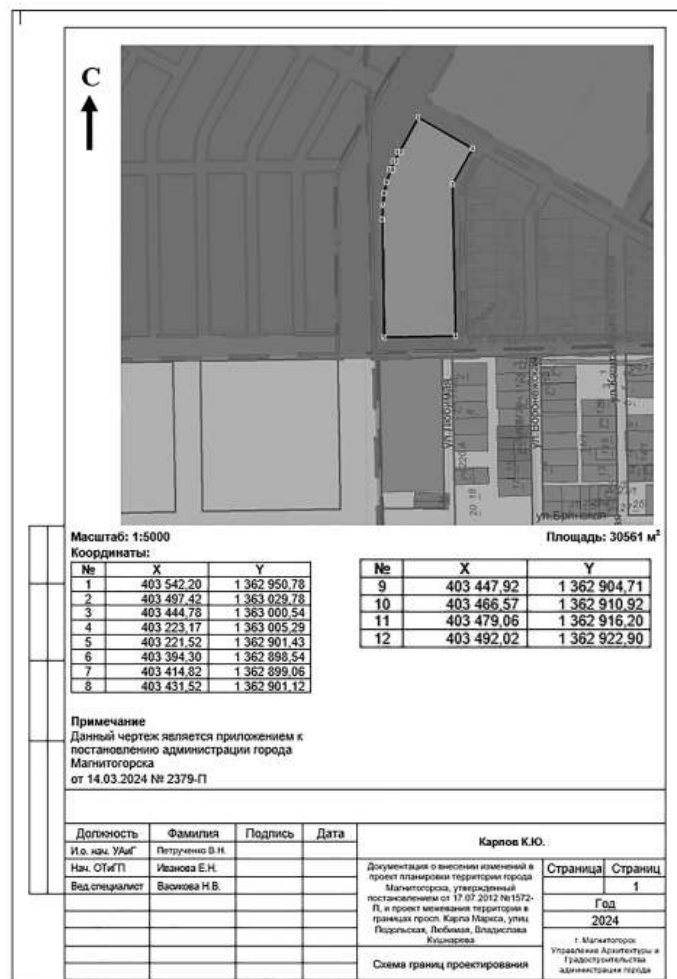 С
ул.Любимая
ул.Воронежская
ул.Брянская
Масштаб: 1:5000
Площадь: 30561 м²
Координаты:
№ X Y
1 403 542,20 1 362 950,78
2 403 497,42 1 363 029,78
3 403 444,78 1 363 000,54
4 403 223,17 1 363 005,29
5 403 221,52 1 362 901,43
6 403 394,30 1 362 898,54
7 403 414,82 1 362 899,06
8 403 431,52 1 362 901,12
№ X Y
9 403 447,92 1 362 904,71
10 403 466,57 1 362 910,92
11 403 479,06 1 362 916,20
12 403 492,02 1 362 922,90
Примечание
Данный чертеж является приложением к
постановлению администрации города
Магнитогорска
от 14.03.2024 № 2379-П
Должность Фамилия Подпись Дата
И.о. нач. УАиГ Петрученко В.Н.
Нач. ОТиГП Иванова Е.Н.
Вед.специалист Васикова Н.В.
Карпов К.Ю.
Документация о внесении изменений в
проект планировки территории города
Магнитогорска, утвержденный
постановлением от 17.07.2012 №1572-
П, и проект межевания территории в
границах просп. Карла Маркса, улиц
Подольская, Любимая, Владислава
Кушнарева
Страница Страниц
1
Год
2024
Схема границ проектирования
г. Магнитогорск
Управление Архитектуры и
Градостроительства
администрации города